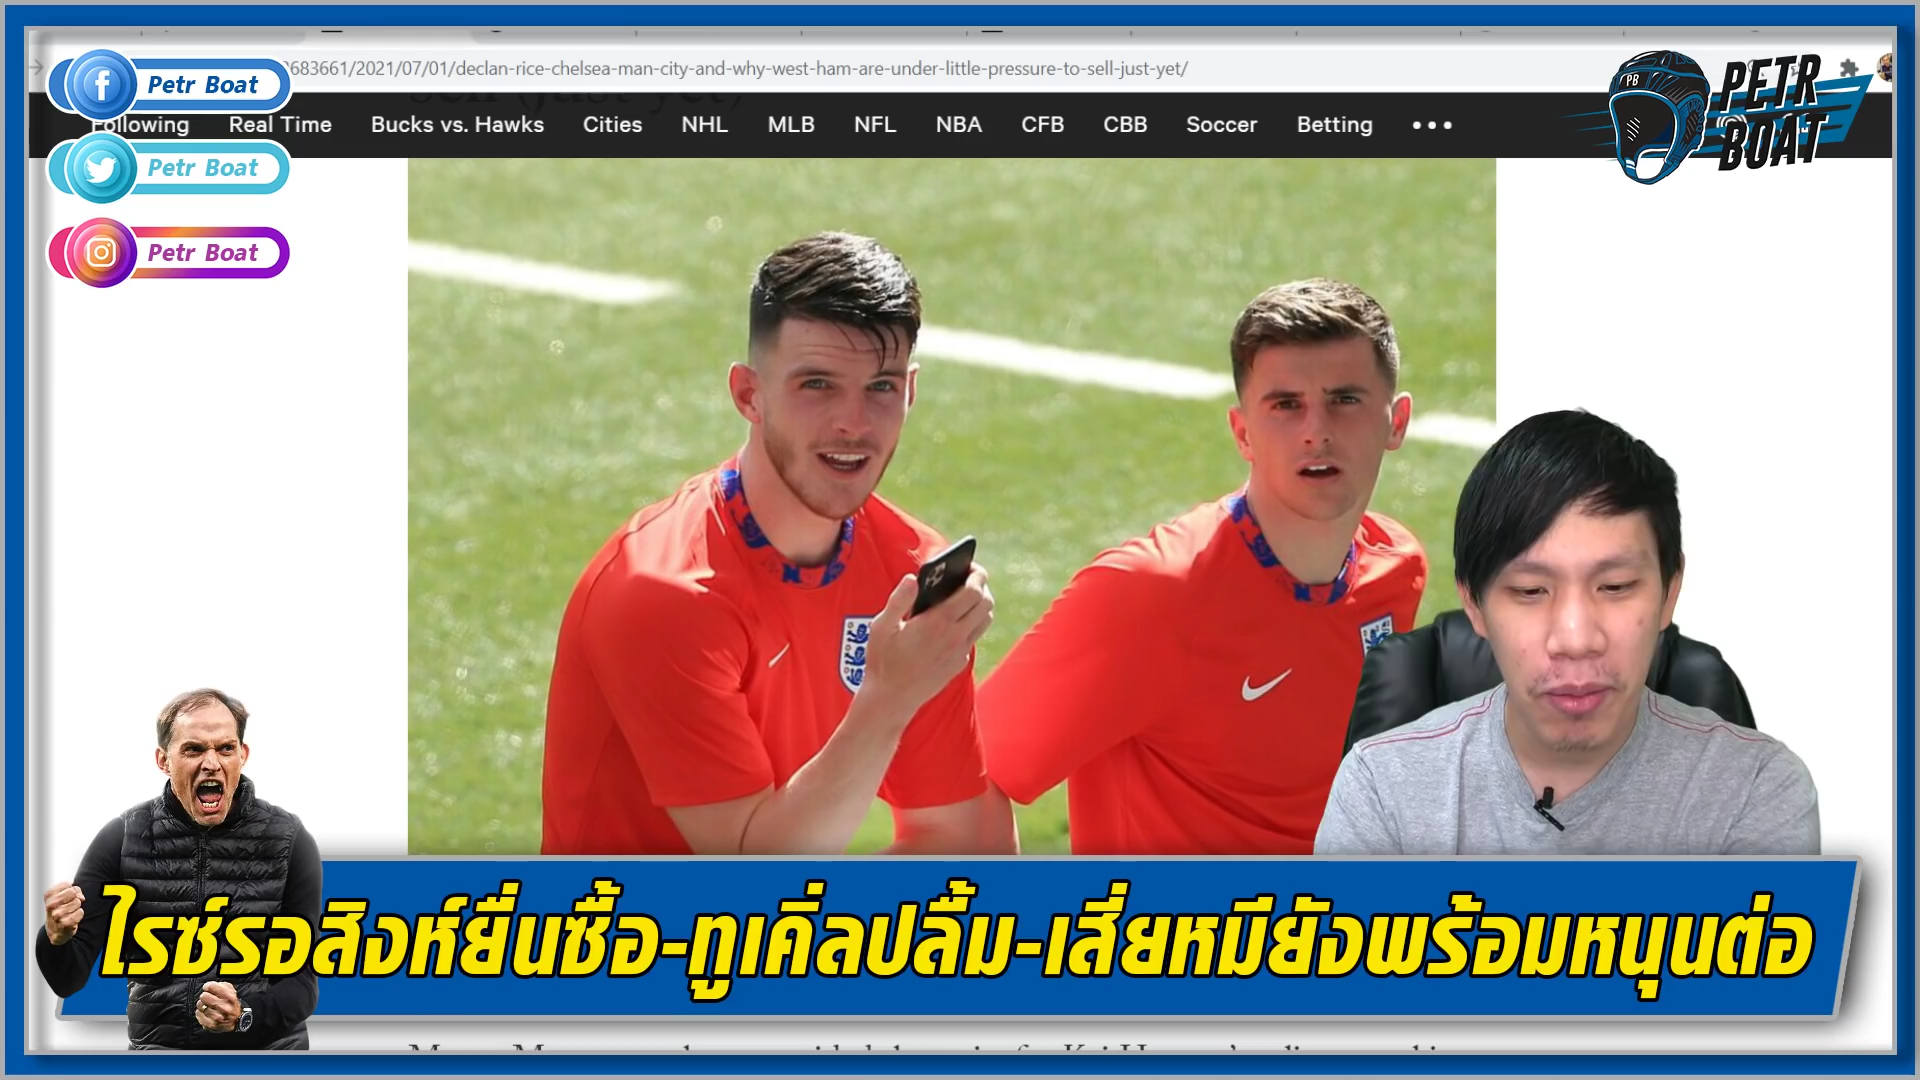 683661/2021/07/01/declan-rice-chelsea-man-city-and-why-west-ham-are-under-little-pressure-to-sell-just-yet/
sell (just yet)
Following Real Time Bucks vs. Hawks Cities NHL MLB NFL NBA CFB CBB Soccer Betting •••
Petr Boat
Petr Boat
Petr Boat
PB
PETR
BOAT
ไรซ์รอสิงห์ยื่นซื้อ-ทูเคิ่ลปลื้ม-เสี่ยหมียังพร้อมหนุนต่อ